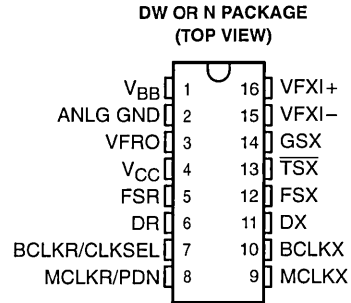 DW OR N PACKAGE
(TOP VIEW)
VBB 1 16 VFXI+
ANLG GND 2 15 VFXI−
VFRO 3 14 GSX
VCC 4 13 T̅S̅X̅
FSR 5 12 FSX
DR 6 11 DX
BCLKR/CLKSEL 7 10 BCLKX
MCLKR/PDN 8 9 MCLKX